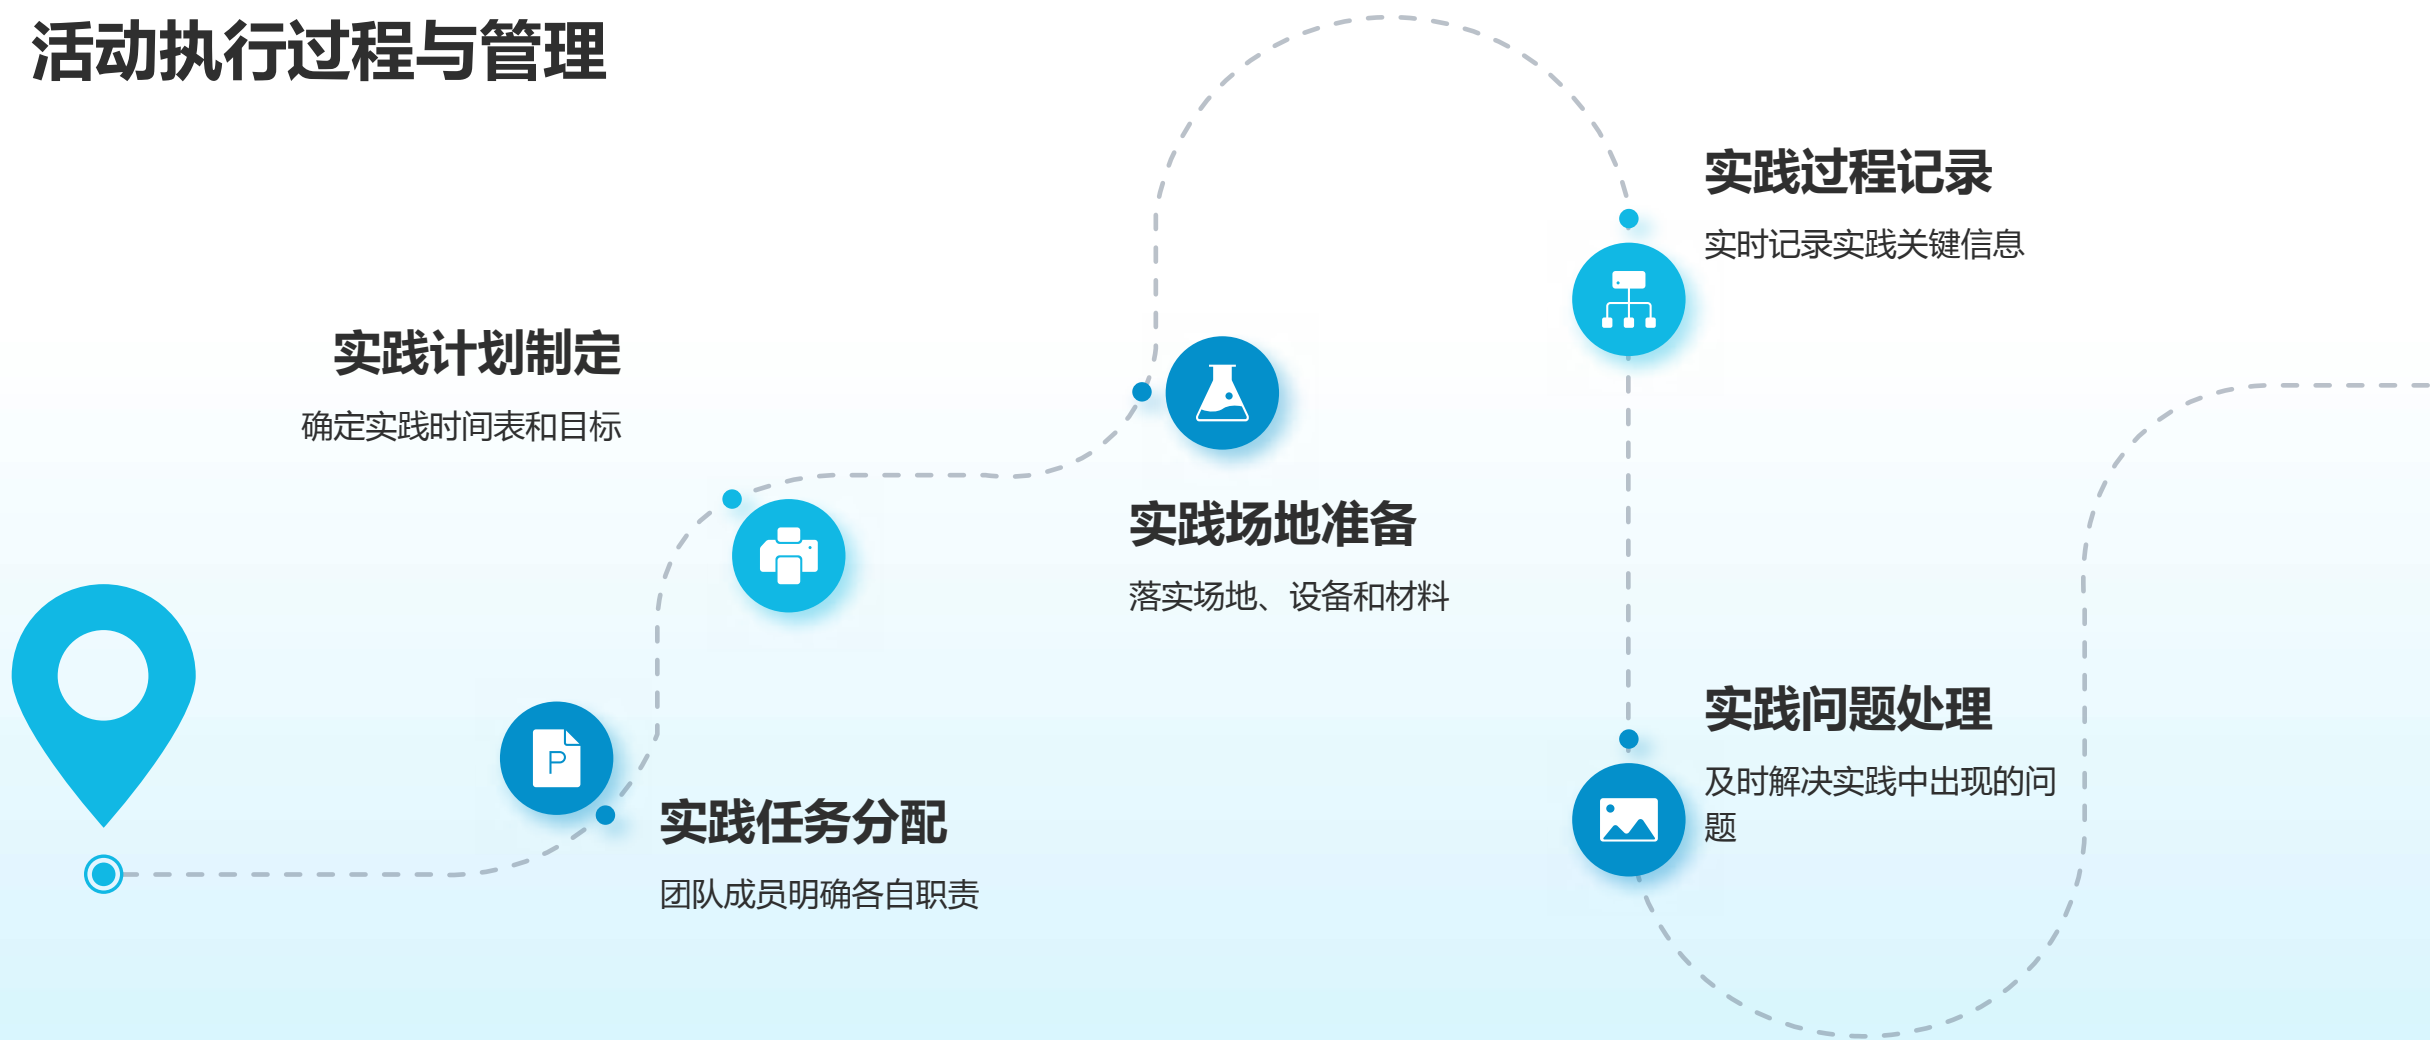 活动执行过程与管理
实践计划制定
确定实践时间表和目标
P
实践任务分配
团队成员明确各自职责
实践场地准备
落实场地、设备和材料
实践过程记录
实时记录实践关键信息
实践问题处理
及时解决实践中出现的问
题